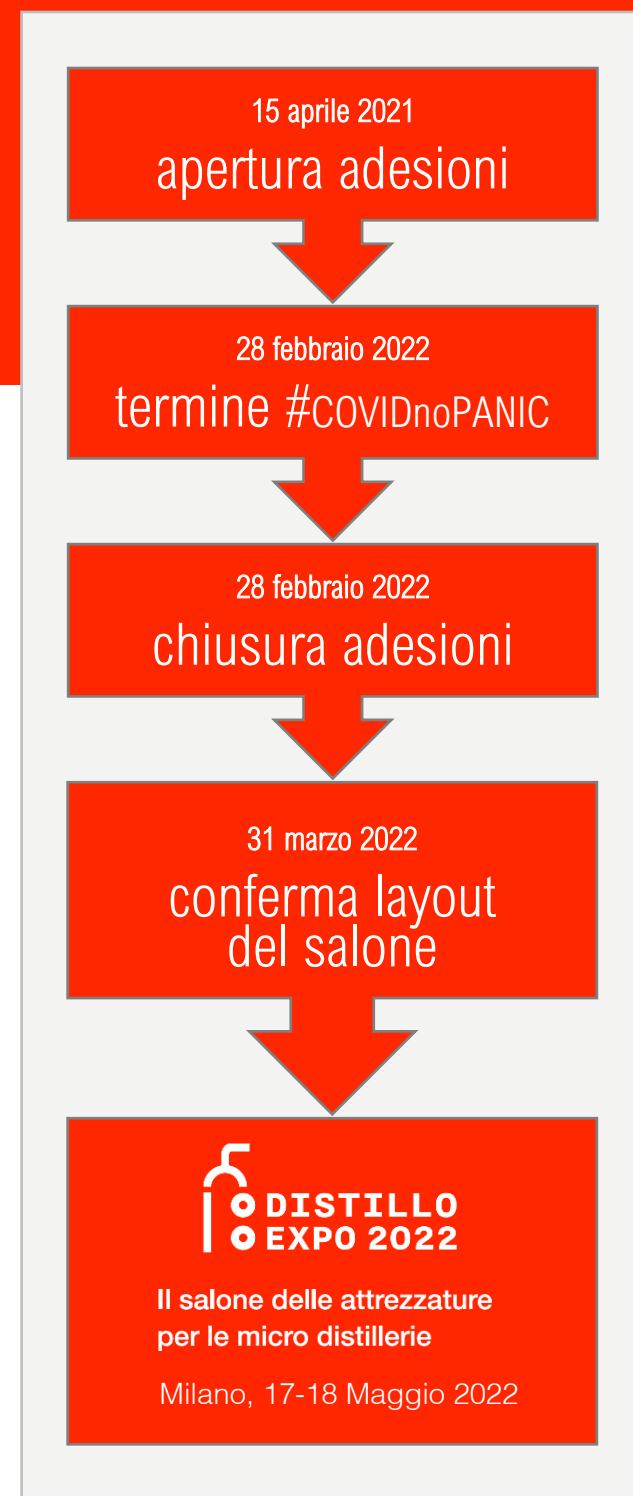 15 aprile 2021
apertura adesioni
28 febbraio 2022
termine #COVIDnoPANIC
28 febbraio 2022
chiusura adesioni
31 marzo 2022
conferma layout
del salone
DISTILLO
EXPO 2022
Il salone delle attrezzature
per le micro distillerie
Milano, 17-18 Maggio 2022